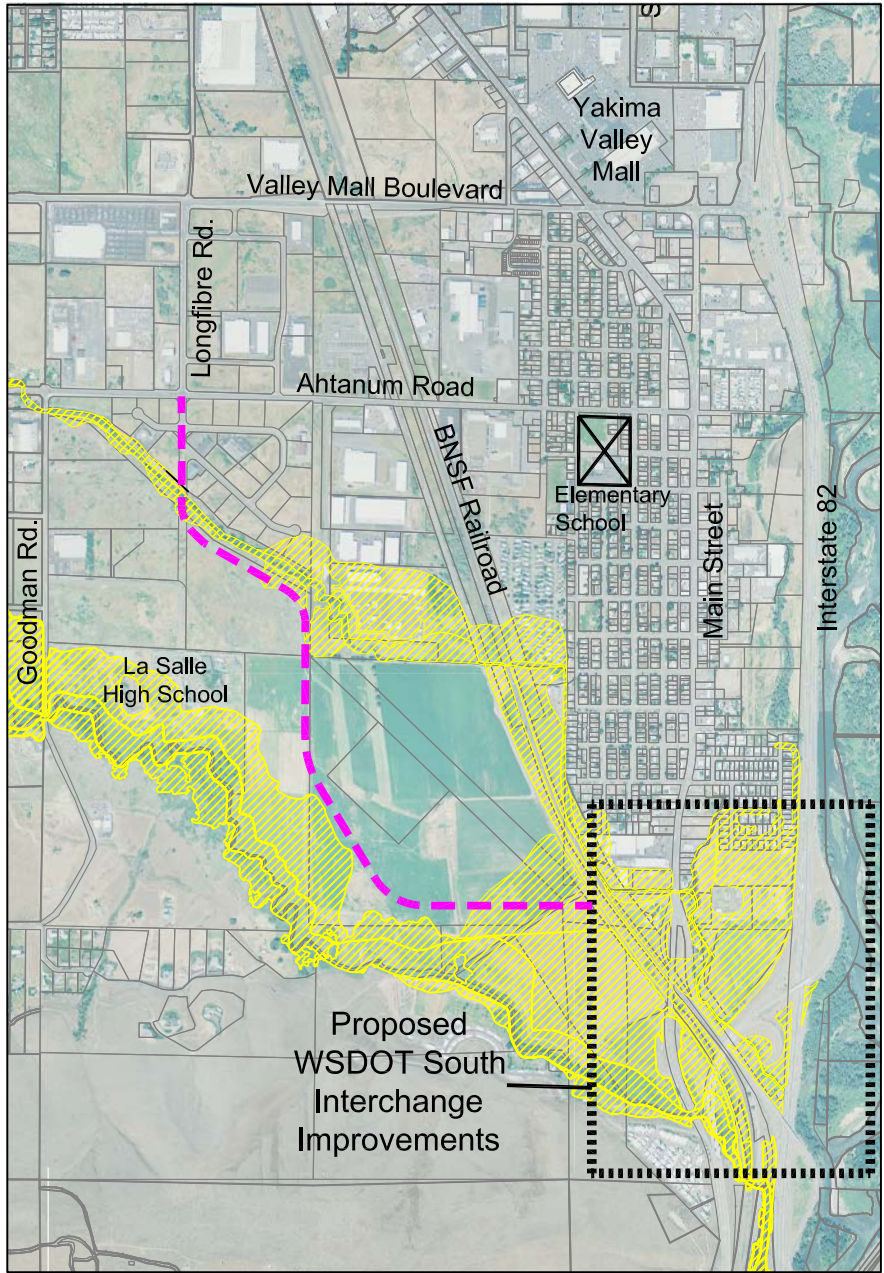 S
Yakima
Valley
Mall
Valley Mall Boulevard
Longfibre Rd.
Ahtanum Road
BNSF Railroad
Elementary
School
Main Street
Interstate 82
Goodman Rd.
La Salle
High School
Proposed
WSDOT South
Interchange
Improvements